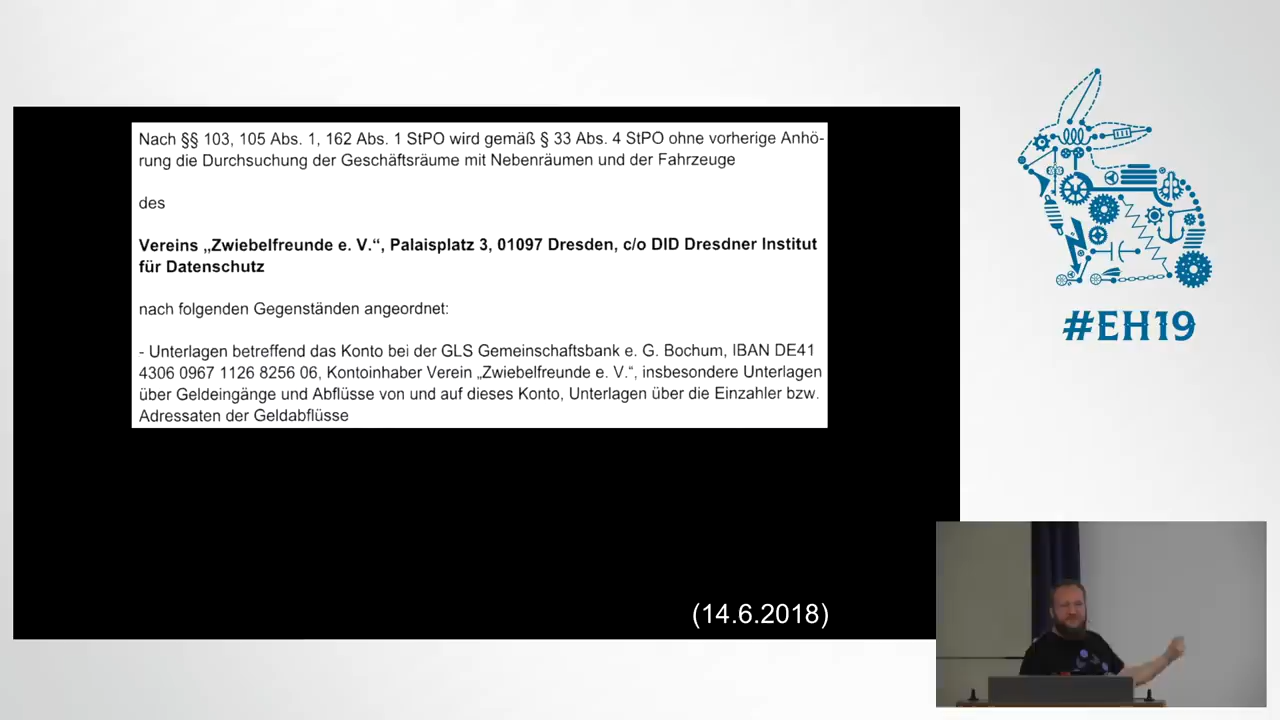 Nach §§ 103, 105 Abs. 1, 162 Abs. 1 StPO wird gemäß § 33 Abs. 4 StPO ohne vorherige Anhö-
rung die Durchsuchung der Geschäftsräume mit Nebenräumen und der Fahrzeuge
des
Vereins „Zwiebelfreunde e. V.“, Palaisplatz 3, 01097 Dresden, c/o DID Dresdner Institut
für Datenschutz
nach folgenden Gegenständen angeordnet:
- Unterlagen betreffend das Konto bei der GLS Gemeinschaftsbank e. G. Bochum, IBAN DE41
4306 0967 1126 8256 06, Kontoinhaber Verein „Zwiebelfreunde e. V.“, insbesondere Unterlagen
über Geldeingänge und Abflüsse von und auf dieses Konto, Unterlagen über die Einzahler bzw.
Adressaten der Geldabflüsse
(14.6.2018)
#EH19